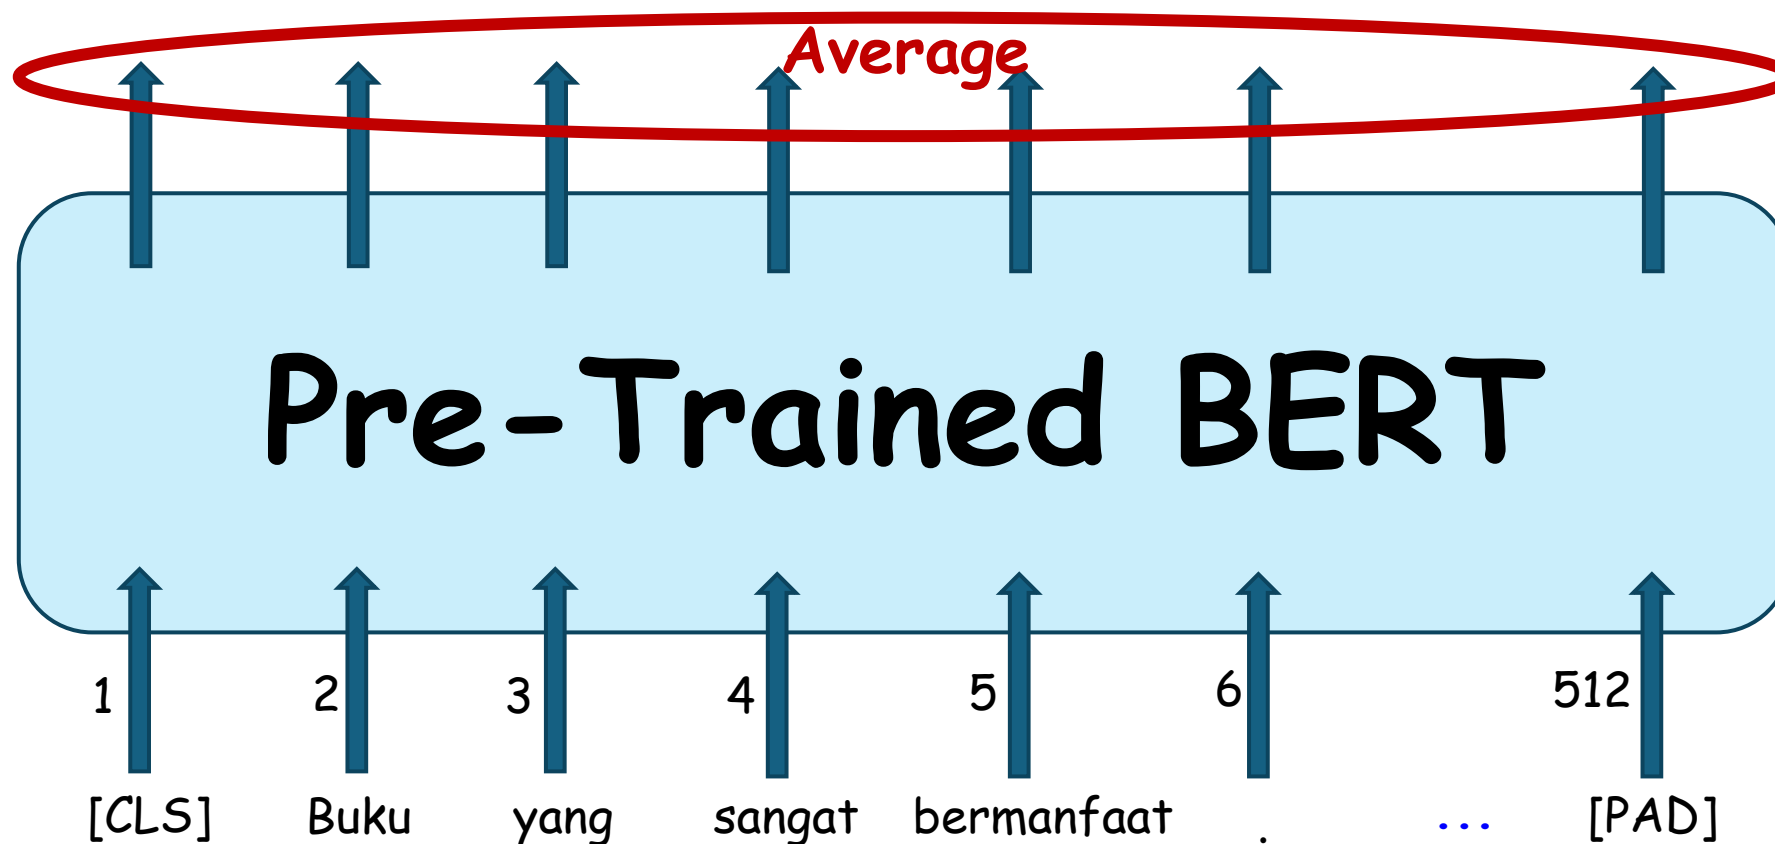 Average
Pre-Trained BERT
1 2 3 4 5 6 512
[CLS] Buku yang sangat bermanfaat . ... [PAD]